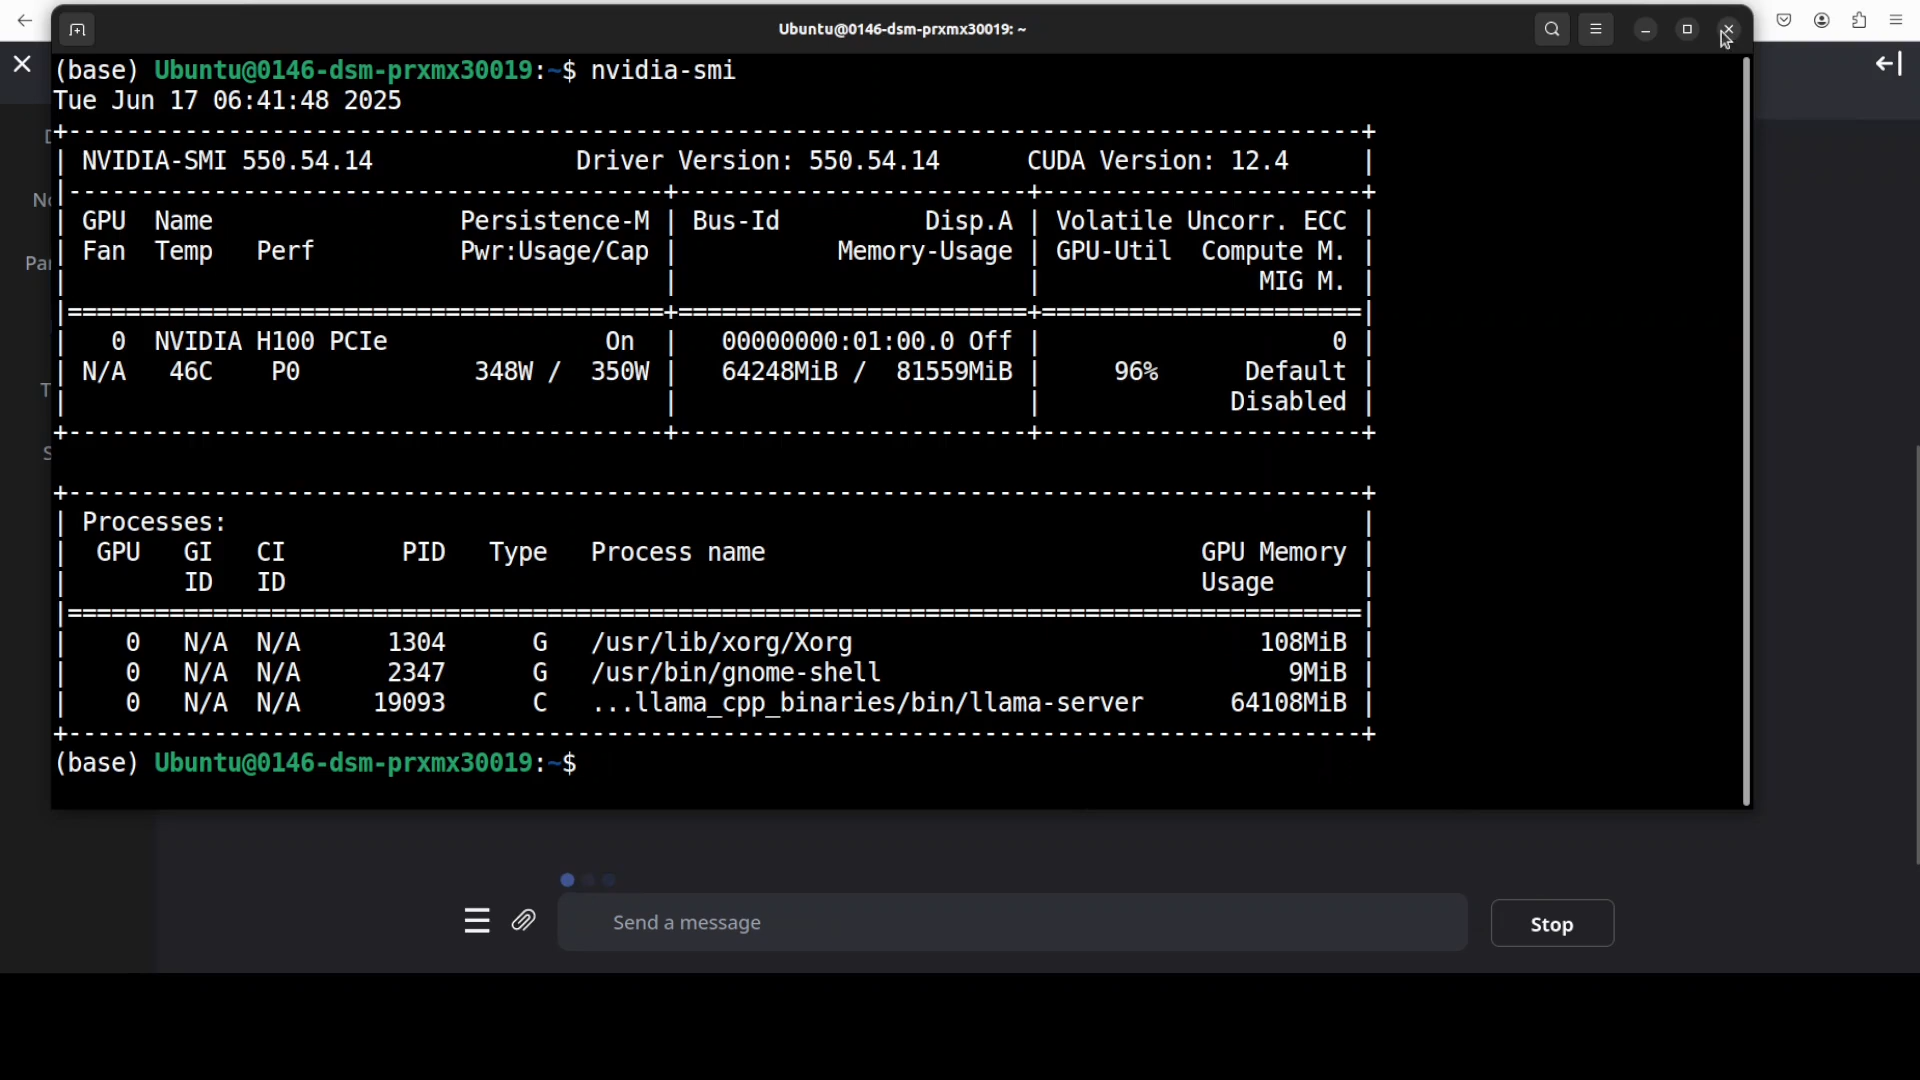 Ubuntu@0146-dsm-prxmx30019: ~
(base) Ubuntu@0146-dsm-prxmx30019:~$ nvidia-smi
Tue Jun 17 06:41:48 2025
+-----------------------------------------------------------------------------------------+
| NVIDIA-SMI 550.54.14              Driver Version: 550.54.14      CUDA Version: 12.4     |
|-----------------------------------------+------------------------+----------------------+
| GPU  Name                 Persistence-M | Bus-Id          Disp.A | Volatile Uncorr. ECC |
| Fan  Temp   Perf          Pwr:Usage/Cap |           Memory-Usage | GPU-Util  Compute M. |
|                                         |                        |               MIG M. |
|=========================================+========================+======================|
|   0  NVIDIA H100 PCIe               On  |   00000000:01:00.0 Off |                    0 |
| N/A   46C    P0            348W /  350W |   64248MiB /  81559MiB |     96%      Default |
|                                         |                        |             Disabled |
+-----------------------------------------+------------------------+----------------------+
+-----------------------------------------------------------------------------------------+
| Processes:                                                                              |
|  GPU   GI   CI        PID   Type   Process name                              GPU Memory |
|        ID   ID                                                               Usage      |
|=========================================================================================|
|    0   N/A  N/A      1304      G   /usr/lib/xorg/Xorg                            108MiB |
|    0   N/A  N/A      2347      G   /usr/bin/gnome-shell                            9MiB |
|    0   N/A  N/A     19093      C   ...llama_cpp_binaries/bin/llama-server      64108MiB |
+-----------------------------------------------------------------------------------------+
(base) Ubuntu@0146-dsm-prxmx30019:~$
Send a message
Stop